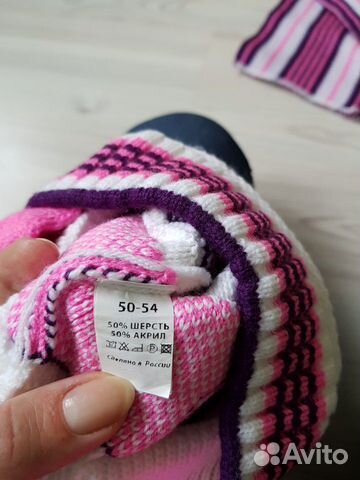 50-54
50% ШЕРСТЬ
50% АКРИЛ
СДЕЛАНО В РОССИИ
Avito